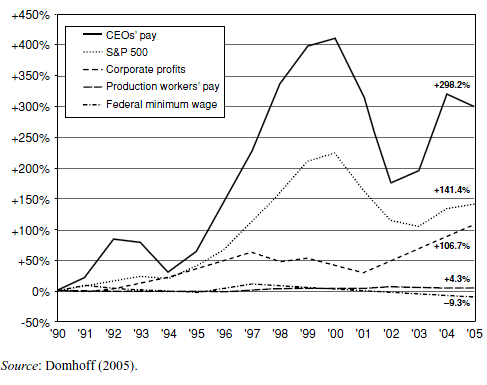 +450%
+400%
+350%
+300%
+250%
+200%
+150%
+100%
+50%
0%
-50%
CEOs' pay
S&P 500
Corporate profits
Production workers' pay
Federal minimum wage
+298.2%
+141.4%
+106.7%
+4.3%
–9.3%
'90 '91 '92 '93 '94 '95 '96 '97 '98 '99 '00 '01 '02 '03 '04 '05
Source: Domhoff (2005).